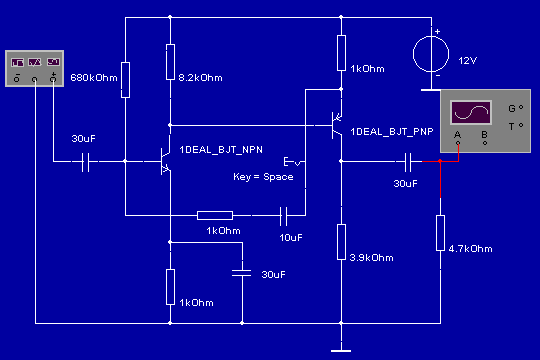 +
12V
-
1kOhm
680kOhm
8.2kOhm
- +
G
T
A B
1DEAL_BJT_PNP
30uF
1DEAL_BJT_NPN
Key = Space
30uF
1kOhm
10uF
4.7kOhm
3.9kOhm
30uF
1kOhm